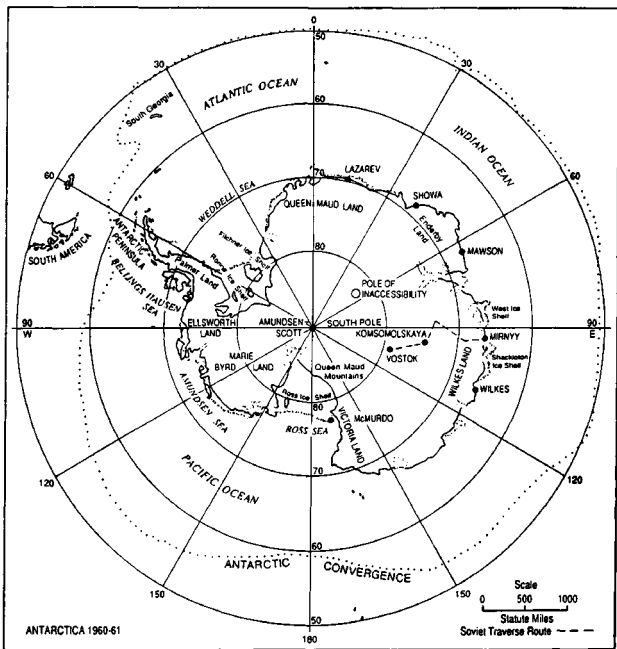 0
50
30
30
ATLANTIC OCEAN
South Georgia
60
INDIAN OCEAN
60
60
WEDDELL SEA
70
LAZAREV
SHOWA
QUEEN MAUD LAND
Enderby
Land
SOUTH AMERICA
ANTARCTIC
PENINSULA
Palmer Land
Filchner Ice Shelf
Ronne
Ice
Shelf
80
MAWSON
BELLINGS HAUSEN
SEA
POLE OF
INACCESSIBILITY
West Ice
Shelf
90
W
ELLSWORTH
LAND
AMUNDSEN
SCOTT
SOUTH POLE
KOMSOMOLSKAYA
VOSTOK
MIRNYY
90
E
Shackleton
Ice Shelf
MARIE
BYRD LAND
Queen Maud
Mountains
WILKES LAND
WILKES
AMUNDSEN SEA
Ross Ice Shelf
80
ROSS SEA
McMURDO
VICTORIA LAND
PACIFIC OCEAN
70
120
120
60
ANTARCTIC CONVERGENCE
150
150
50
180
Scale
0 500 1000
Statute Miles
Soviet Traverse Route
ANTARCTICA 1960-61